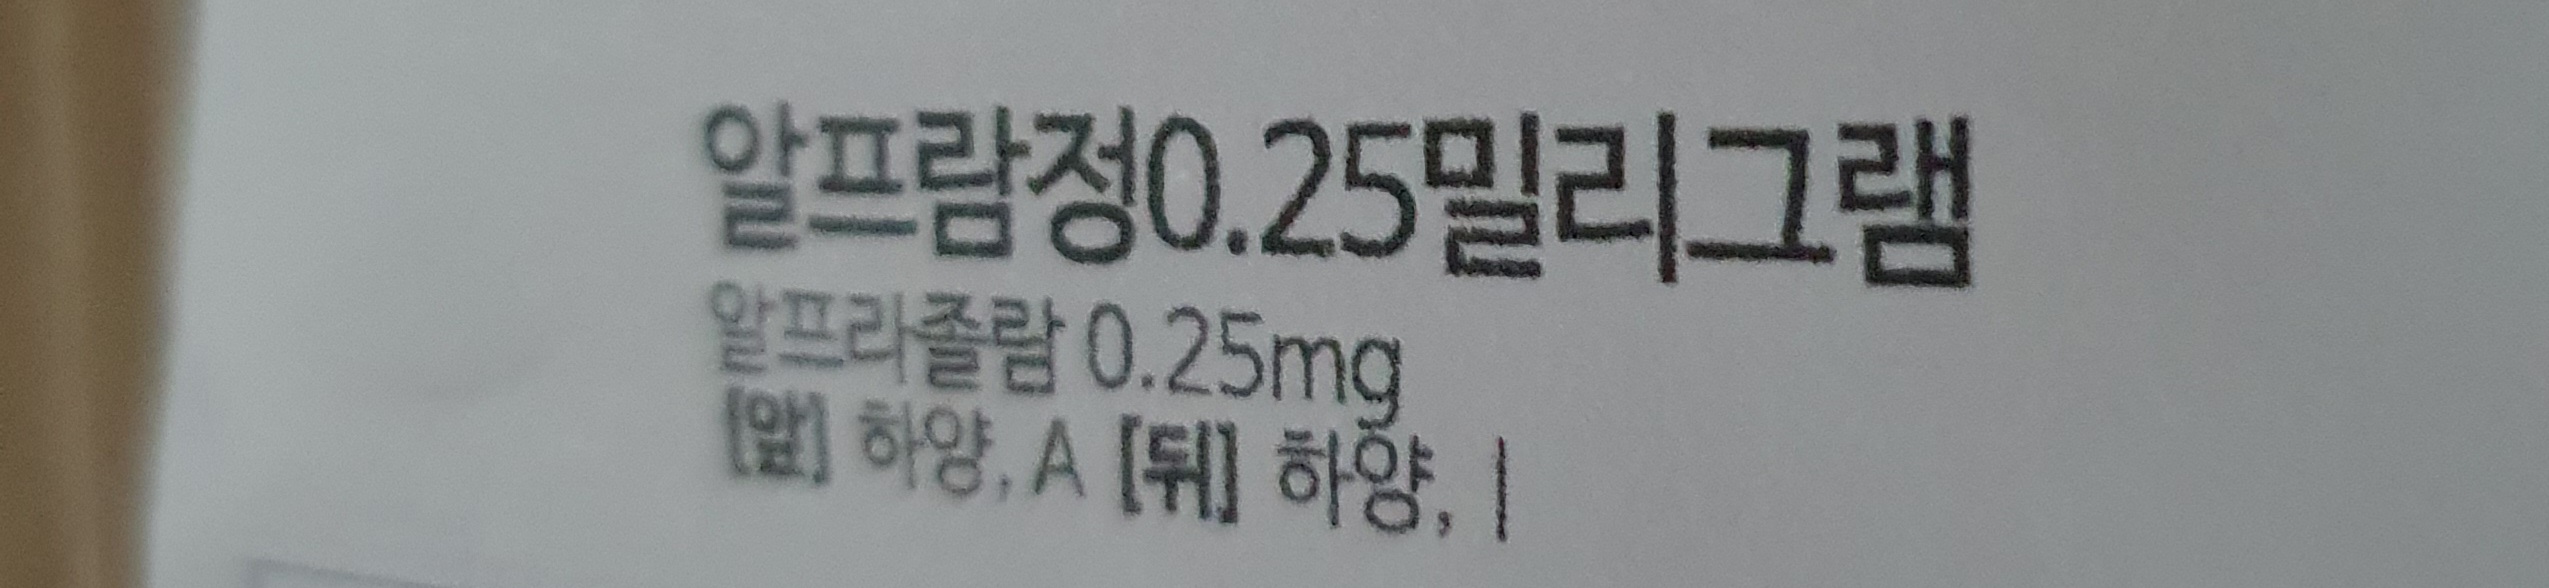 알프람정0.25밀리그램
알프라졸람 0.25mg
[앞] 하양, A [뒤] 하양, |